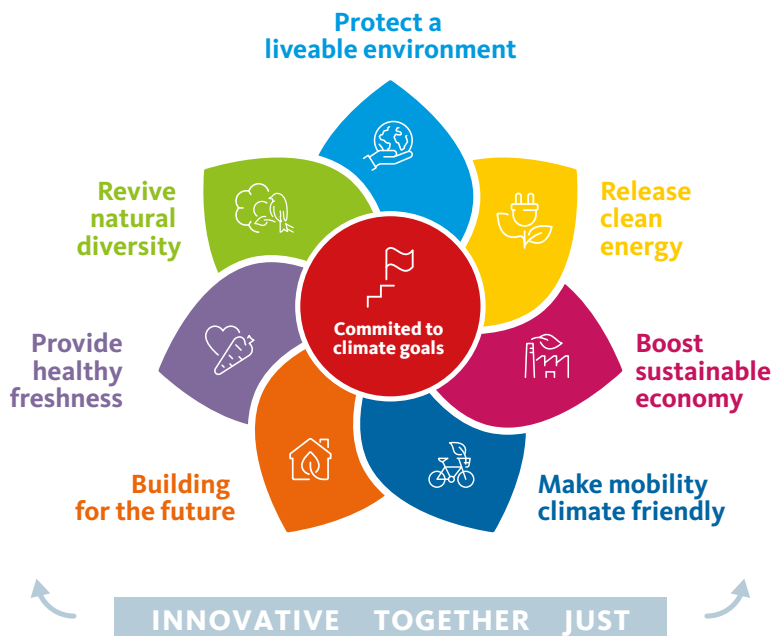 Protect a
liveable environment
Release
clean
energy
Boost
sustainable
economy
Make mobility
climate friendly
Building
for the future
Provide
healthy
freshness
Revive
natural
diversity
Commited to
climate goals
INNOVATIVE TOGETHER JUST